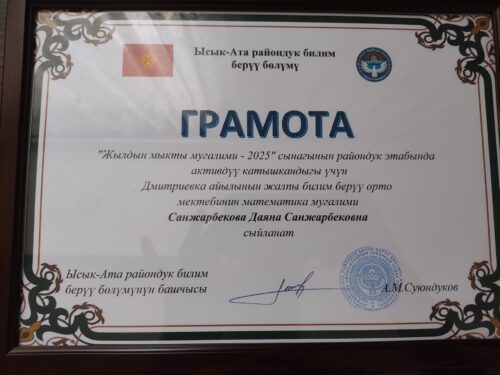 Ысык-Ата райондук билим
берүү бөлүмү
ГРАМОТА
"Жылдын мыкты мугалими - 2025" сынагынын райондук этабында
активдүү катышкандыгы үчүн
Дмитриевка айылынын жалпы билим берүү орто
мектебинин математика мугалими
Санжарбекова Даяна Санжарбековна
сыйланат
Ысык-Ата райондук билим
берүү бөлүмүнүн башчысы
А.М.Суюндуков